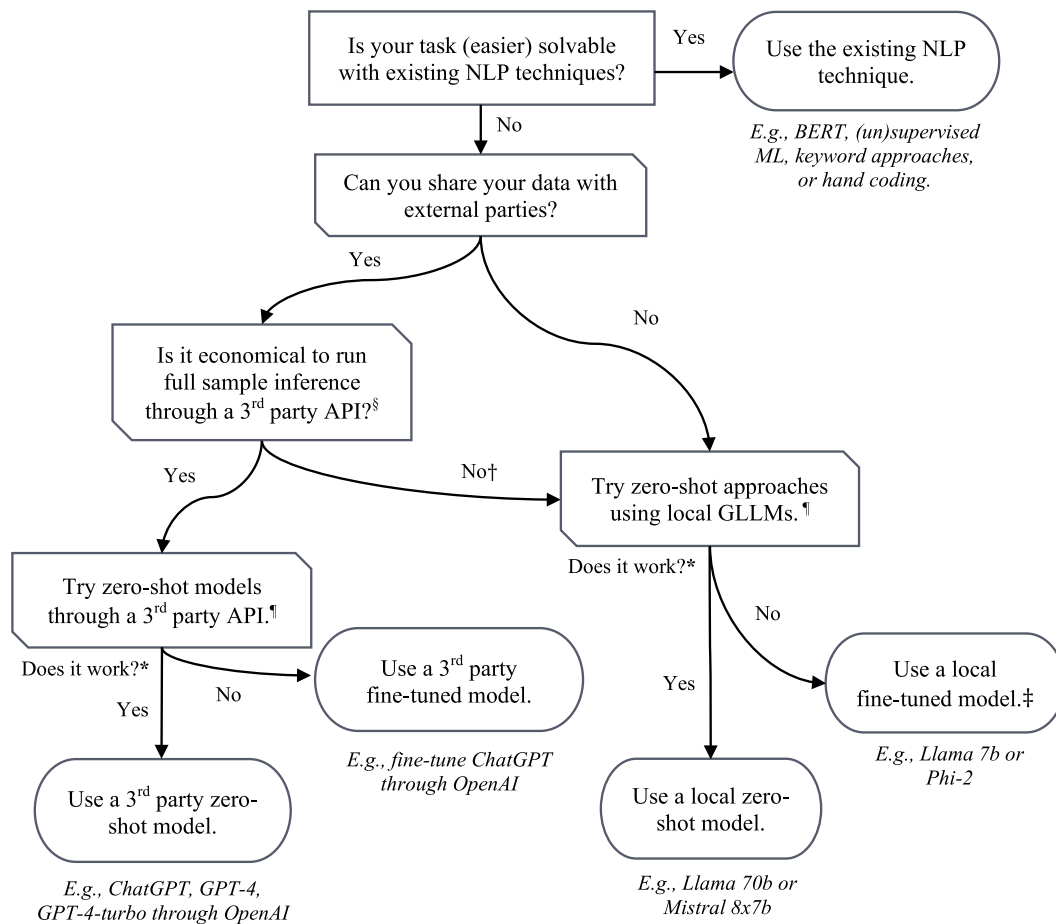 Is your task (easier) solvable
with existing NLP techniques?
Yes
Use the existing NLP
technique.
E.g., BERT, (un)supervised
ML, keyword approaches,
or hand coding.
No
Can you share your data with
external parties?
Yes
No
Is it economical to run
full sample inference
through a 3rd party API?§
Yes
No†
Try zero-shot approaches
using local GLLMs.¶
Does it work?*
Try zero-shot models
through a 3rd party API.¶
Does it work?*
No
Yes
Use a 3rd party
fine-tuned model.
E.g., fine-tune ChatGPT
through OpenAI
Use a 3rd party zero-
shot model.
E.g., ChatGPT, GPT-4,
GPT-4-turbo through OpenAI
No
Yes
Use a local
fine-tuned model.‡
E.g., Llama 7b or
Phi-2
Use a local zero-
shot model.
E.g., Llama 70b or
Mistral 8x7b